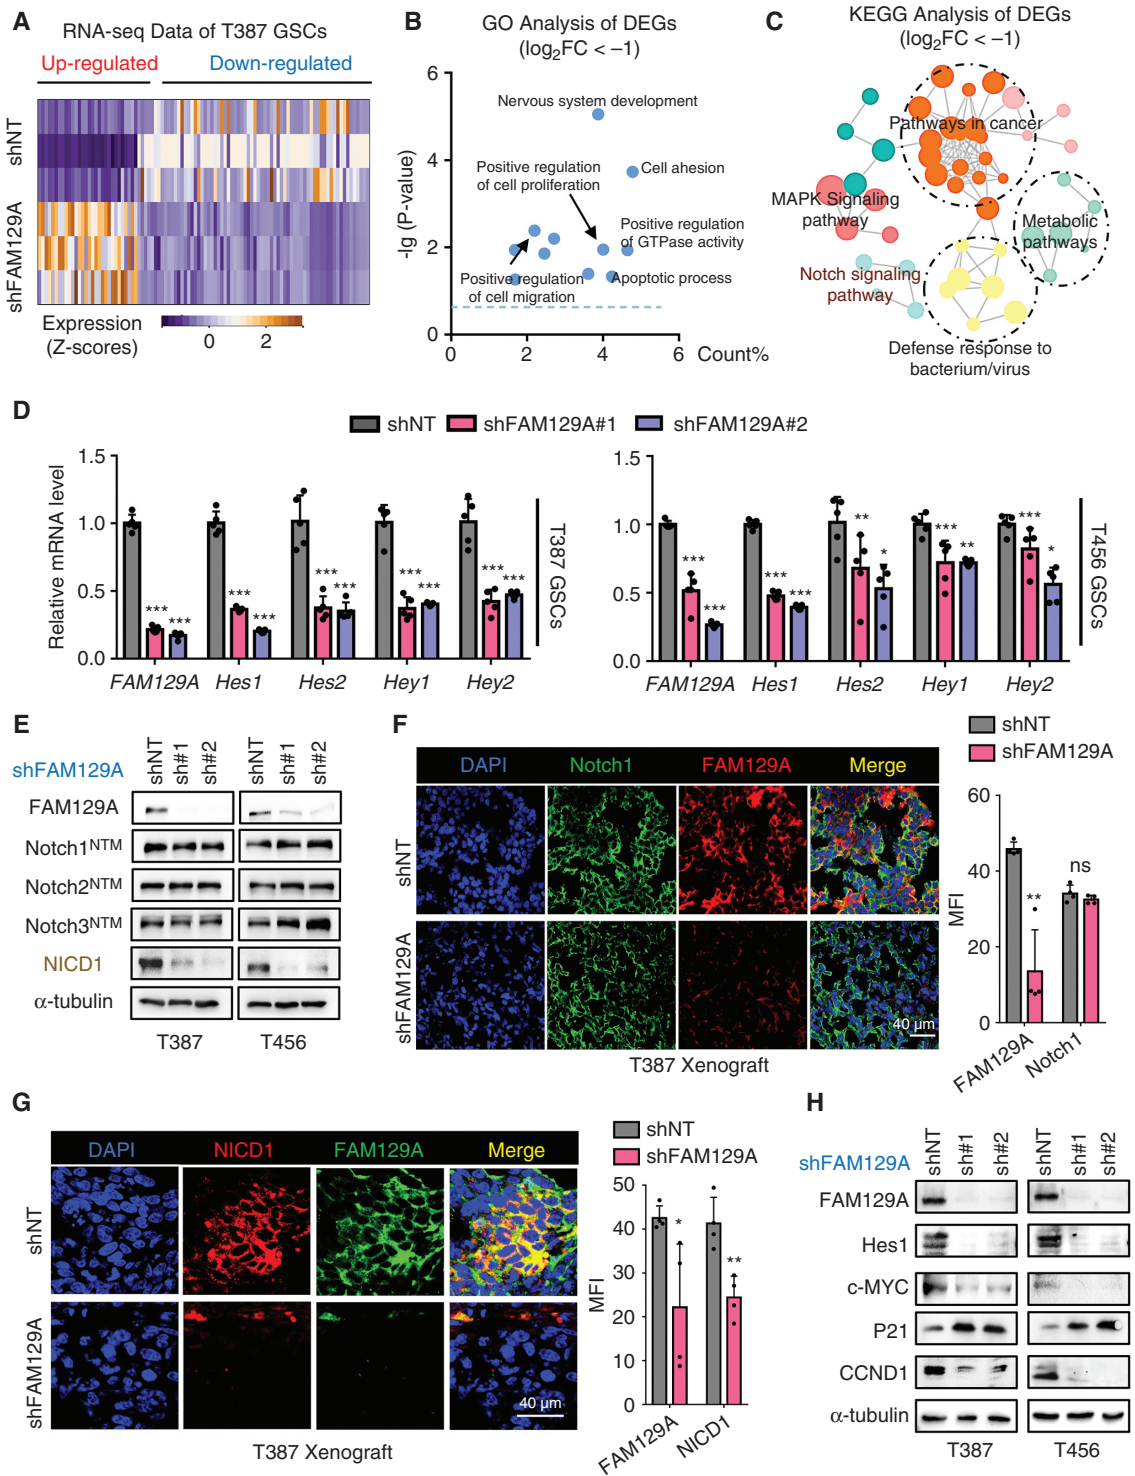 A
RNA-seq Data of T387 GSCs
Up-regulated
Down-regulated
shNT
shFAM129A
Expression
(Z-scores)
0
2
B
GO Analysis of DEGs
(log2FC < –1)
-lg (P-value)
6
4
2
0
0
2
4
6
Count%
Nervous system development
Positive regulation
of cell proliferation
Cell ahesion
Positive regulation
of GTPase activity
Positive regulation
of cell migration
Apoptotic process
C
KEGG Analysis of DEGs
(log2FC < –1)
Pathways in cancer
MAPK Signaling
pathway
Metabolic
pathways
Notch signaling
pathway
Defense response to
bacterium/virus
D
shNT
shFAM129A#1
shFAM129A#2
Relative mRNA level
1.5
1.0
0.5
0.0
***
***
***
***
***
***
***
***
***
***
FAM129A
Hes1
Hes2
Hey1
Hey2
T387 GSCs
1.5
1.0
0.5
0.0
***
***
***
***
**
*
***
**
***
*
FAM129A
Hes1
Hes2
Hey1
Hey2
T456 GSCs
E
shFAM129A
shNT
sh#1
sh#2
shNT
sh#1
sh#2
FAM129A
Notch1NTM
Notch2NTM
Notch3NTM
NICD1
α-tubulin
T387
T456
F
DAPI
Notch1
FAM129A
Merge
shNT
shFAM129A
40 μm
T387 Xenograft
shNT
shFAM129A
MFI
60
40
20
0
**
ns
FAM129A
Notch1
G
DAPI
NICD1
FAM129A
Merge
shNT
shFAM129A
40 μm
T387 Xenograft
shNT
shFAM129A
MFI
50
40
30
20
10
0
*
**
FAM129A
NICD1
H
shFAM129A
shNT
sh#1
sh#2
shNT
sh#1
sh#2
FAM129A
Hes1
c-MYC
P21
CCND1
α-tubulin
T387
T456